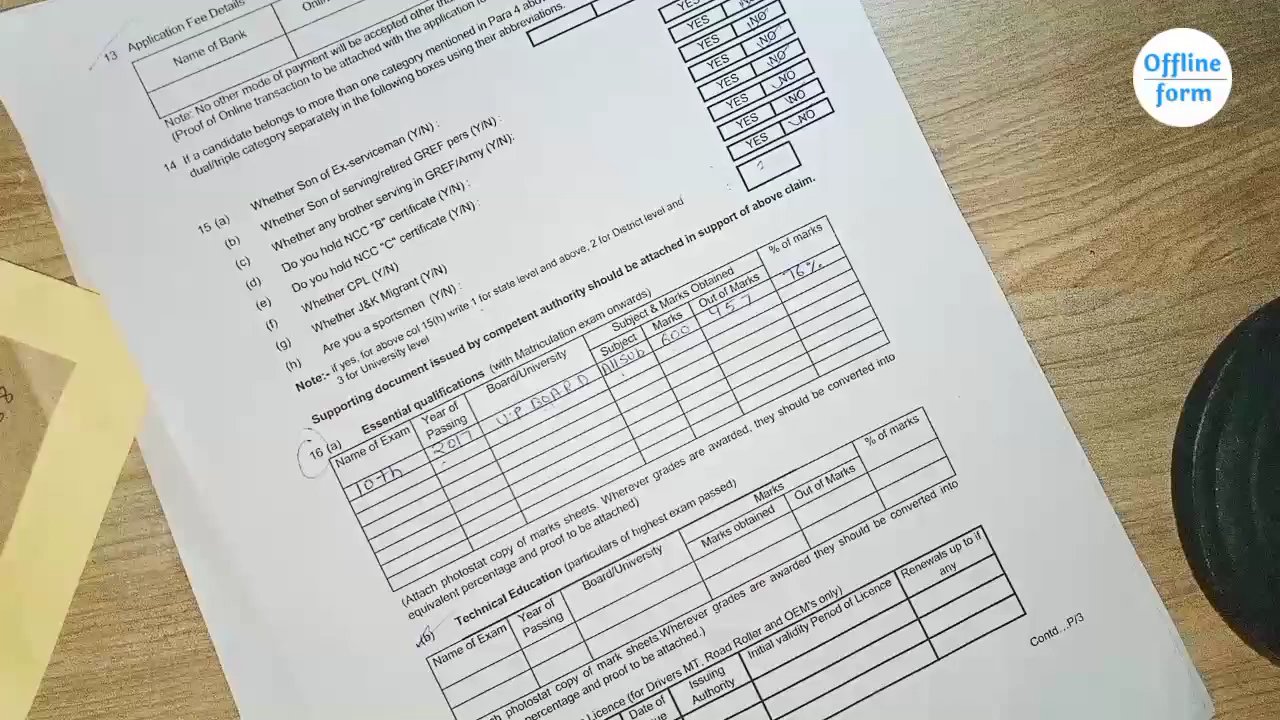 Offline
form
13 Application Fee Details
Name of Bank
Note: No other mode of payment will be accepted other
(Proof of Online transaction to be attached with the application
14 If a candidate belongs to more than one category mentioned in Para 4
dual/triple category separately in the following boxes using their abbreviations.
15 (a) Whether Son of Ex-serviceman (Y/N) :
(b) Whether Son of serving/retired GREF pers (Y/N) :
(c) Whether any brother serving in GREF/Army (Y/N):
(d) Do you hold NCC "B" certificate (Y/N) :
(e) Do you hold NCC "C" certificate (Y/N) :
(f) Whether CPL (Y/N)
(g) Whether J&K Migrant (Y/N)
(h) Are you a sportsmen (Y/N) :
YES
YES NO
YES NO
YES NO
YES NO
YES NO
YES NO
Note:- if yes, for above col 15(h) write 1 for state level and above, 2 for District level and
3 for University level
Supporting document issued by competent authority should be attached in support of above claim.
16 (a) Essential qualifications (with Matriculation exam onwards)
Name of Exam Year of Passing Board/University Subject & Marks Obtained % of marks
Subject Marks Out of Marks
10th 2017 U.P BOARD All Sub 600 457 76%
(Attach photostat copy of marks sheets. Wherever grades are awarded, they should be converted into
equivalent percentage and proof to be attached)
(b) Technical Education (particulars of highest exam passed)
Name of Exam Year of Passing Board/University Marks % of marks
Marks obtained Out of Marks
photostat copy of mark sheets.Wherever grades are awarded they should be converted into
percentage and proof to be attached.)
Licence (for Drivers MT, Road Roller and OEM's only)
Date of Issuing Authority Initial validity Period of Licence Renewals up to if any
Contd...P/3